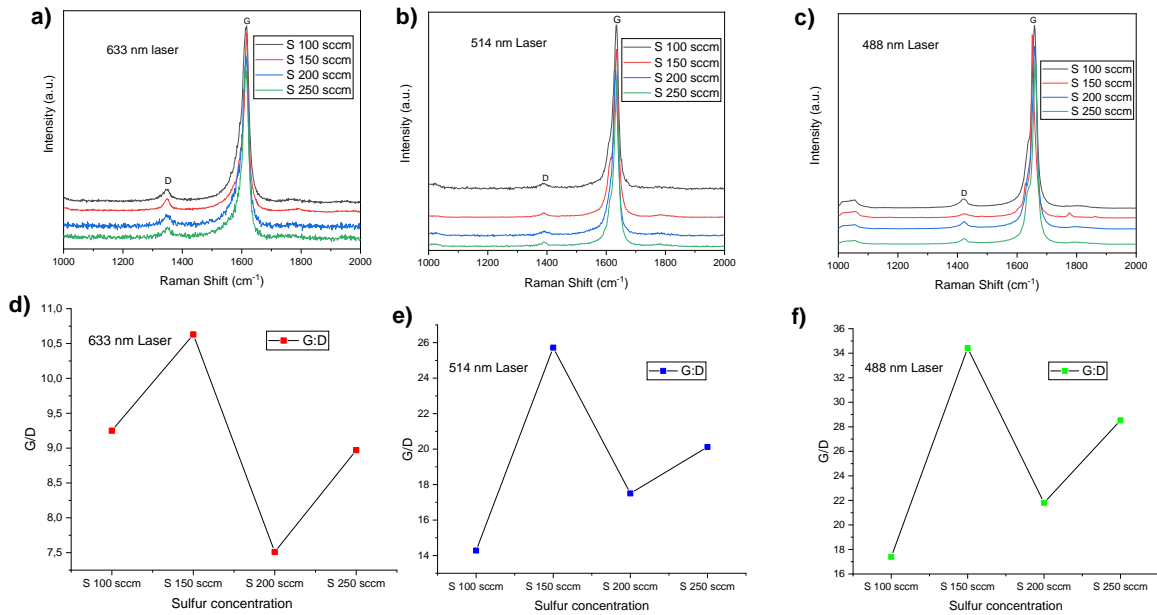 a)
G
633 nm laser
S 100 sccm
S 150 sccm
S 200 sccm
S 250 sccm
D
Intensity (a.u.)
1000 1200 1400 1600 1800 2000
Raman Shift (cm-1)
b)
G
514 nm Laser
S 100 sccm
S 150 sccm
S 200 sccm
S 250 sccm
D
Intensity (a.u.)
1000 1200 1400 1600 1800 2000
Raman Shift (cm-1)
c)
G
488 nm Laser
S 100 sccm
S 150 sccm
S 200 sccm
S 250 sccm
D
Intensity (a.u.)
1000 1200 1400 1600 1800 2000
Raman Shift (cm-1)
d)
633 nm Laser
G:D
11,0
10,5
10,0
9,5
9,0
8,5
8,0
7,5
G/D
S 100 sccm S 150 sccm S 200 sccm S 250 sccm
Sulfur concentration
e)
514 nm Laser
G:D
26
24
22
20
18
16
14
G/D
S 100 sccm S 150 sccm S 200 sccm S 250 sccm
Sulfur concentration
f)
488 nm Laser
G:D
36
34
32
30
28
26
24
22
20
18
16
G/D
S 100 sccm S 150 sccm S 200 sccm S 250 sccm
Sulfur concentration